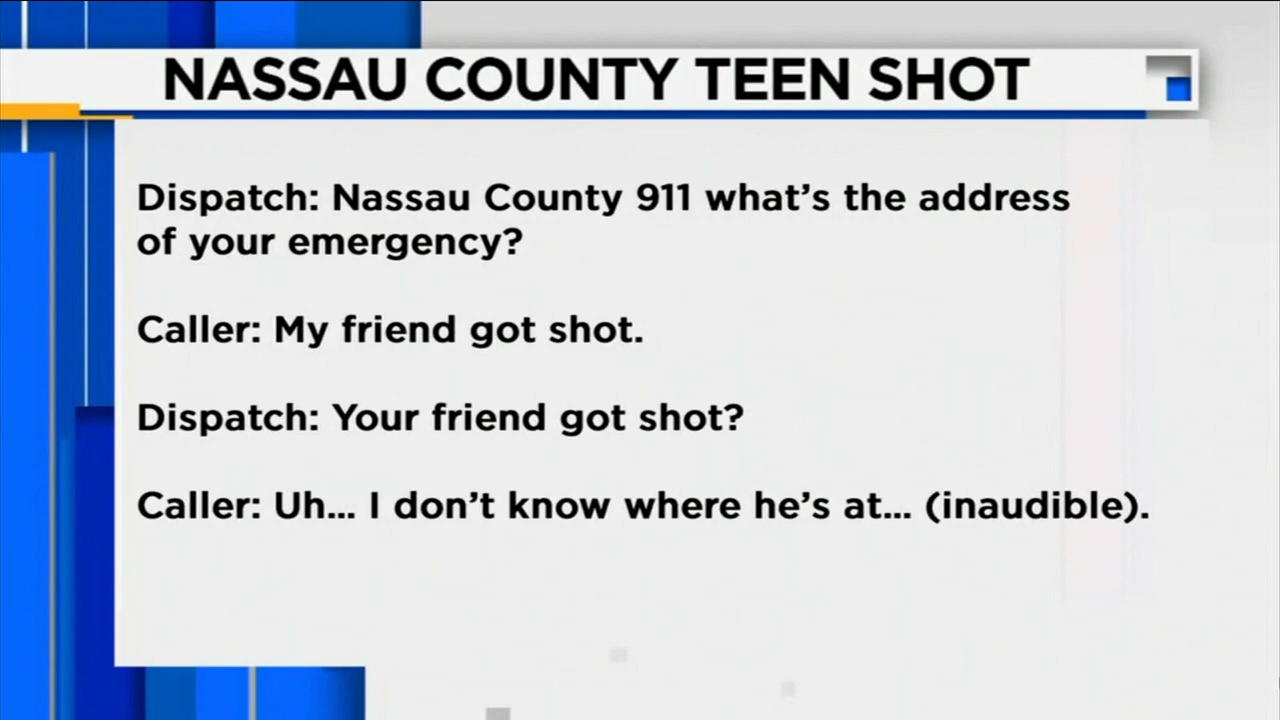 NASSAU COUNTY TEEN SHOT
Dispatch: Nassau County 911 what’s the address
of your emergency?
Caller: My friend got shot.
Dispatch: Your friend got shot?
Caller: Uh... I don’t know where he’s at... (inaudible).